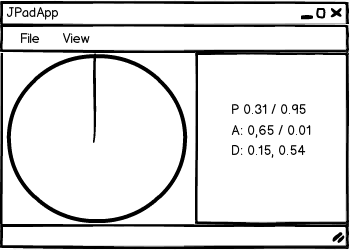 JPadApp
File View
P 0.31 / 0.95
A: 0,65 / 0.01
D: 0.15, 0.54